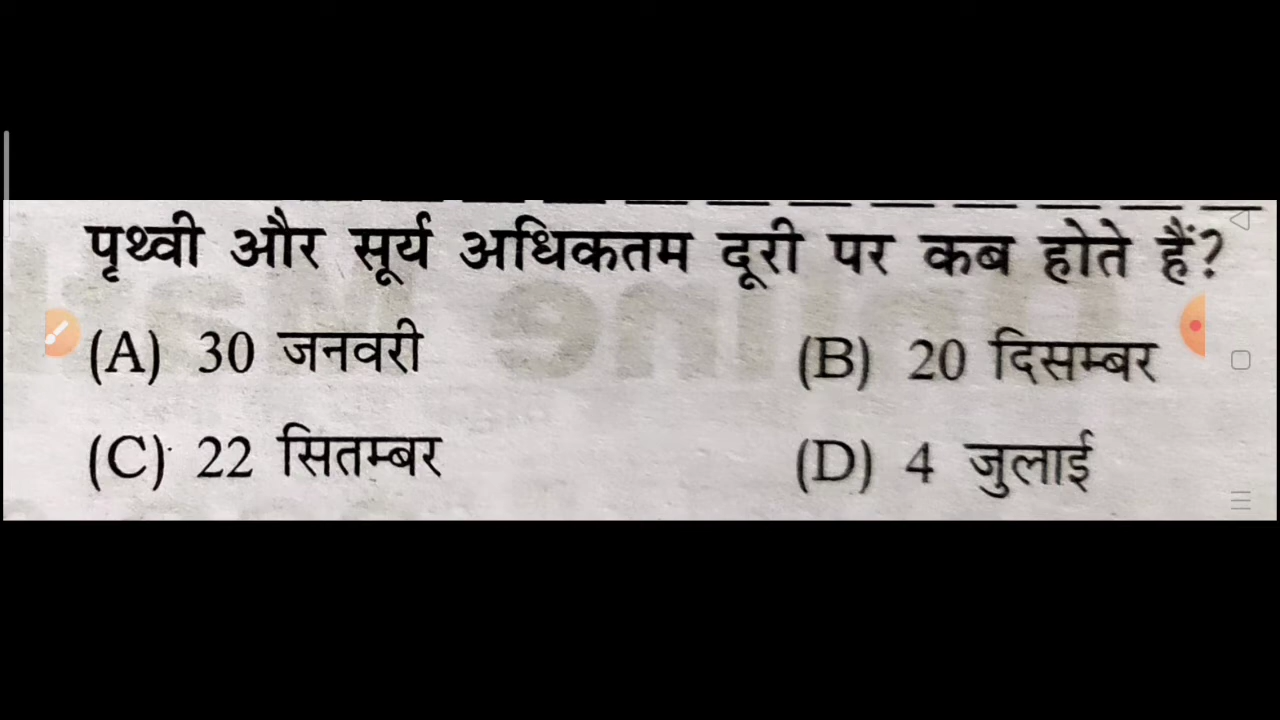 पृथ्वी और सूर्य अधिकतम दूरी पर कब होते हैं?
(A) 30 जनवरी (B) 20 दिसम्बर
(C) 22 सितम्बर (D) 4 जुलाई